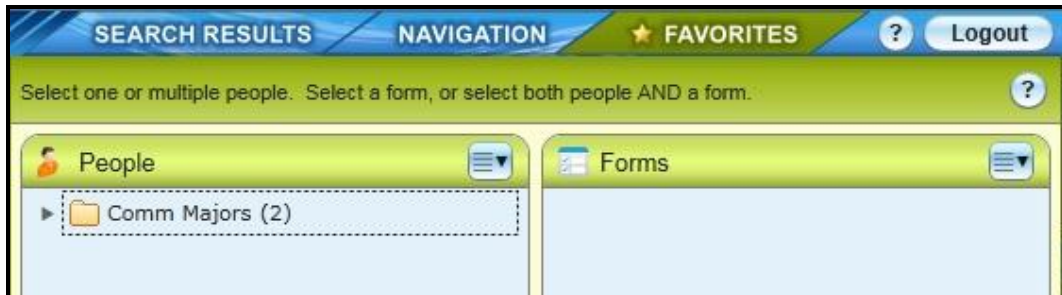 SEARCH RESULTS NAVIGATION FAVORITES ? Logout
Select one or multiple people. Select a form, or select both people AND a form. ?
People Forms
Comm Majors (2)